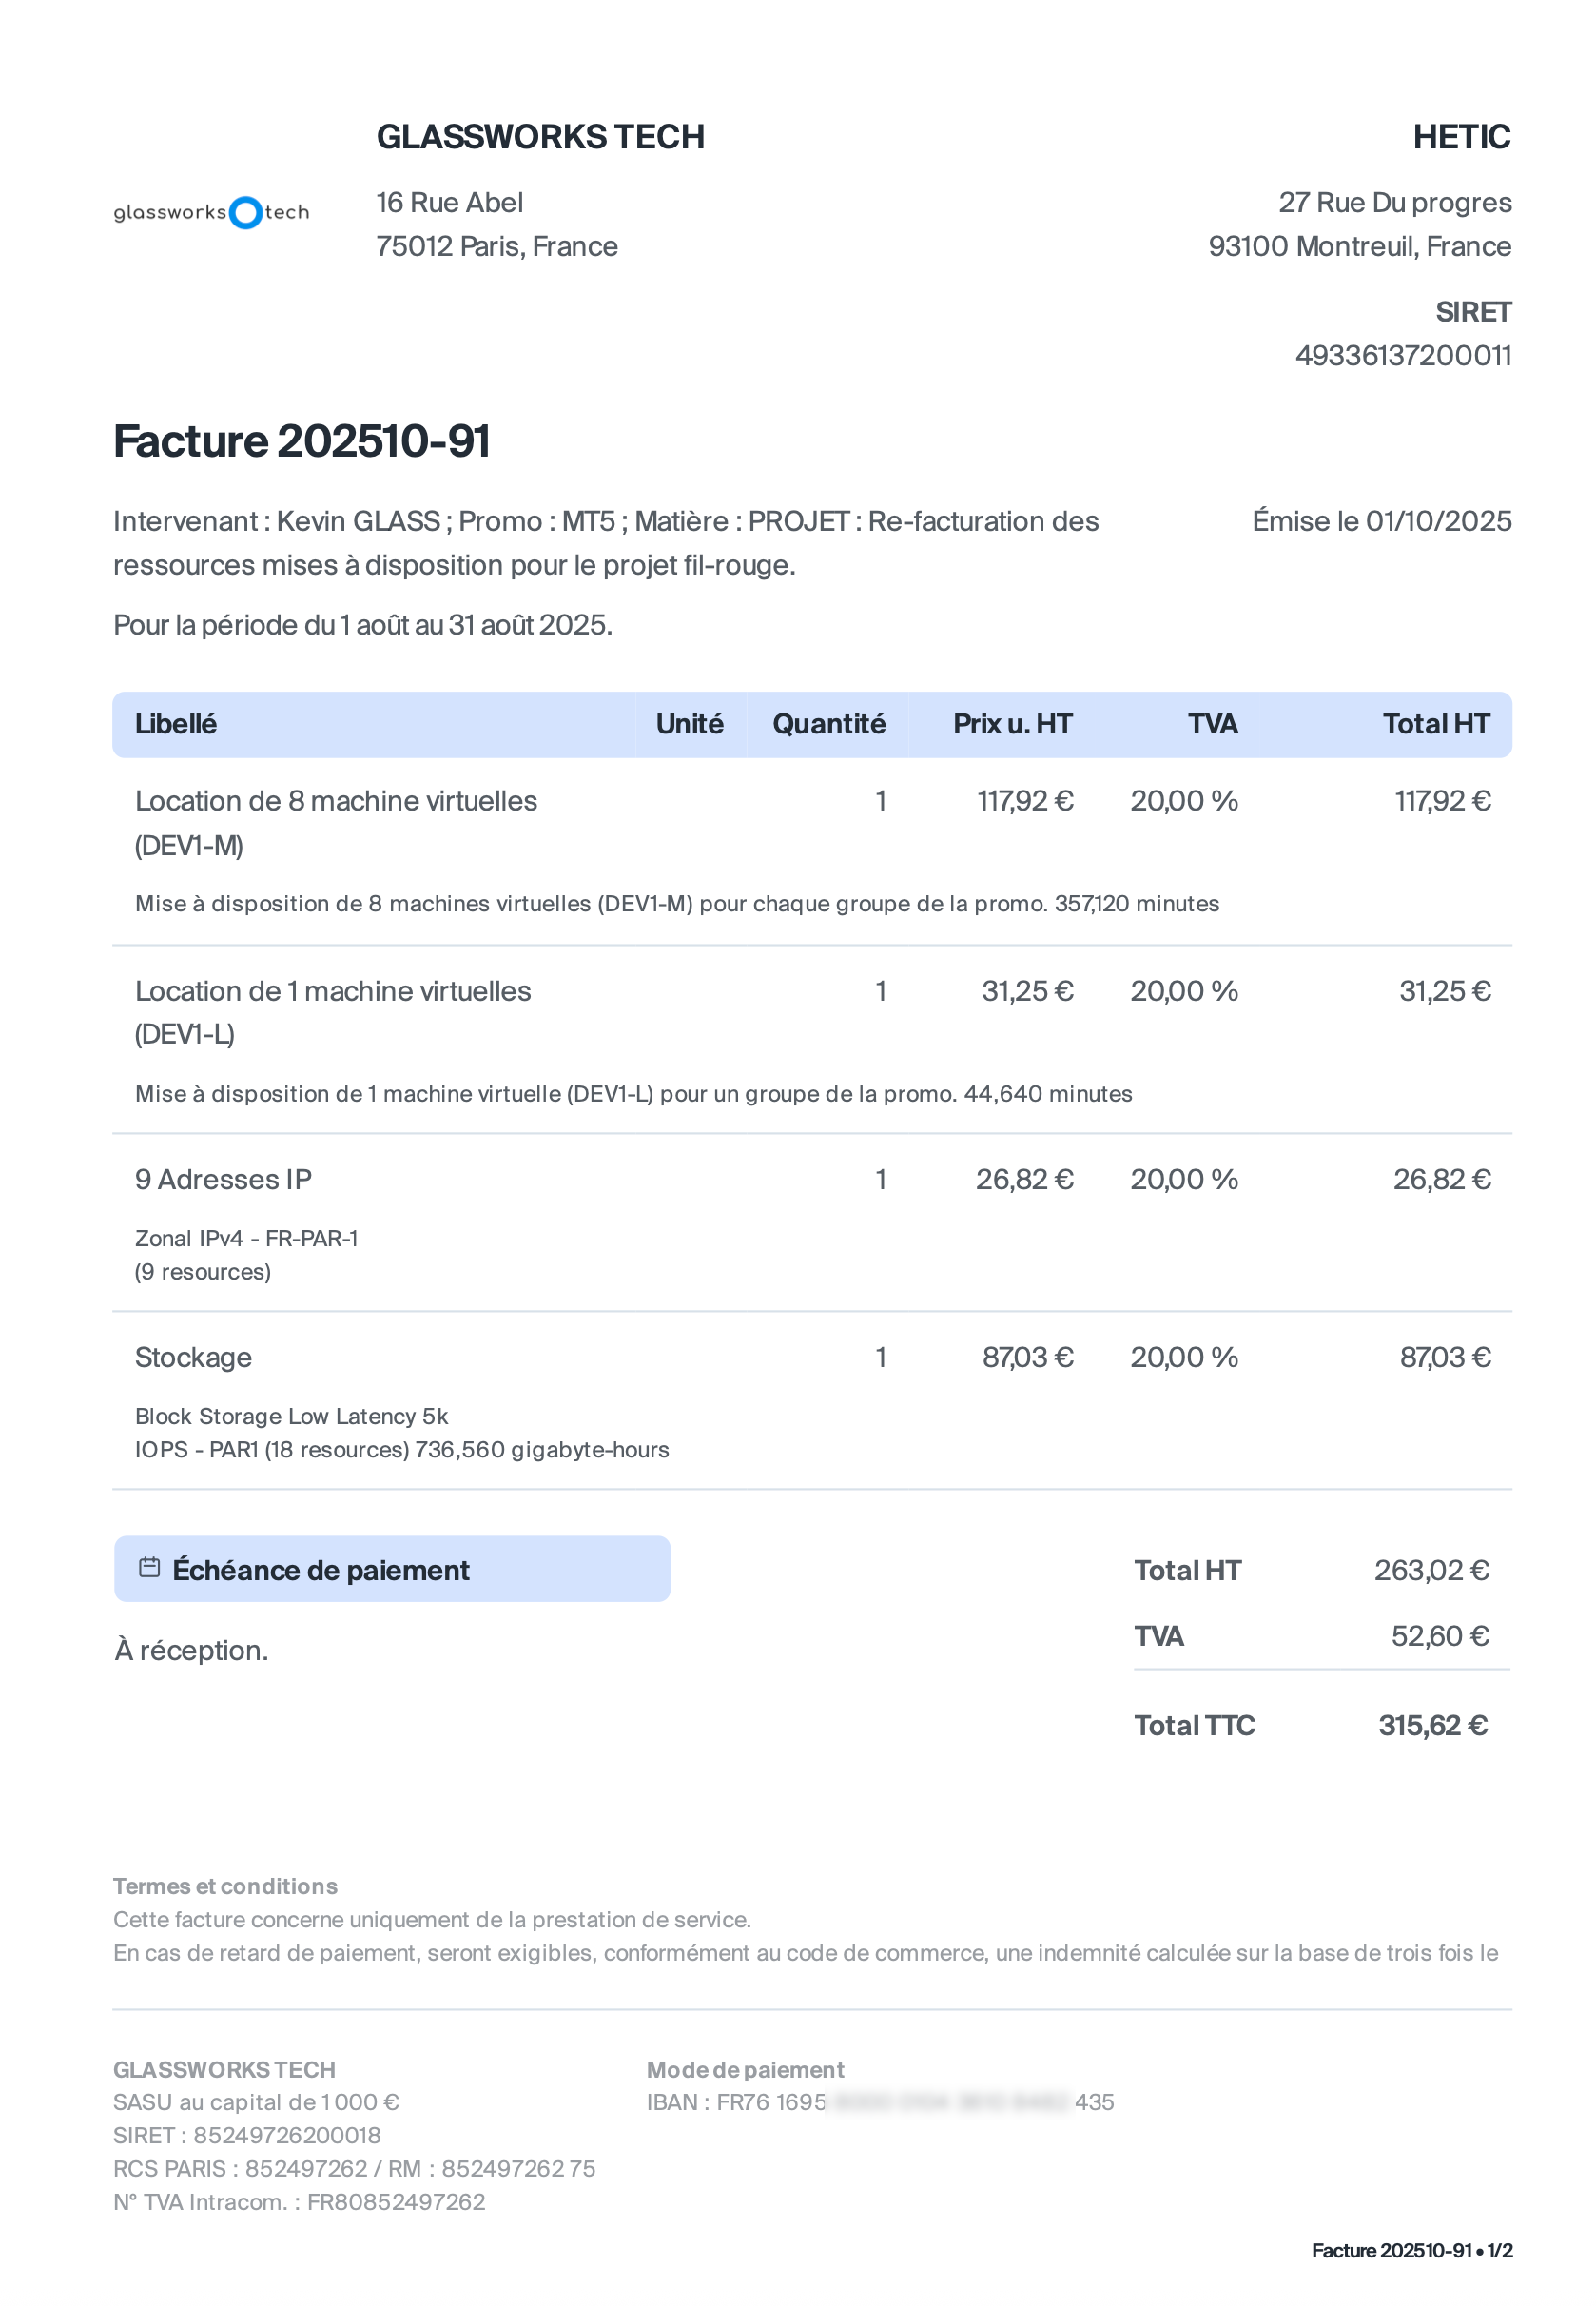 GLASSWORKS TECH
16 Rue Abel
75012 Paris, France
glassworks tech
HETIC
27 Rue Du progres
93100 Montreuil, France
SIRET
49336137200011
Facture 202510-91
Intervenant : Kevin GLASS ; Promo : MT5 ; Matière : PROJET : Re-facturation des
ressources mises à disposition pour le projet fil-rouge.
Émise le 01/10/2025
Pour la période du 1 août au 31 août 2025.
Libellé Unité Quantité Prix u. HT TVA Total HT
Location de 8 machine virtuelles 1 117,92 € 20,00 % 117,92 €
(DEV1-M)
Mise à disposition de 8 machines virtuelles (DEV1-M) pour chaque groupe de la promo. 357,120 minutes
Location de 1 machine virtuelles 1 31,25 € 20,00 % 31,25 €
(DEV1-L)
Mise à disposition de 1 machine virtuelle (DEV1-L) pour un groupe de la promo. 44,640 minutes
9 Adresses IP 1 26,82 € 20,00 % 26,82 €
Zonal IPv4 - FR-PAR-1
(9 resources)
Stockage 1 87,03 € 20,00 % 87,03 €
Block Storage Low Latency 5k
IOPS - PAR1 (18 resources) 736,560 gigabyte-hours
Échéance de paiement
À réception.
Total HT 263,02 €
TVA 52,60 €
Total TTC 315,62 €
Termes et conditions
Cette facture concerne uniquement de la prestation de service.
En cas de retard de paiement, seront exigibles, conformément au code de commerce, une indemnité calculée sur la base de trois fois le
GLASSWORKS TECH
SASU au capital de 1 000 €
SIRET : 85249726200018
RCS PARIS : 852497262 / RM : 852497262 75
N° TVA Intracom. : FR80852497262
Mode de paiement
IBAN : FR76 1695 435
Facture 202510-91 • 1/2